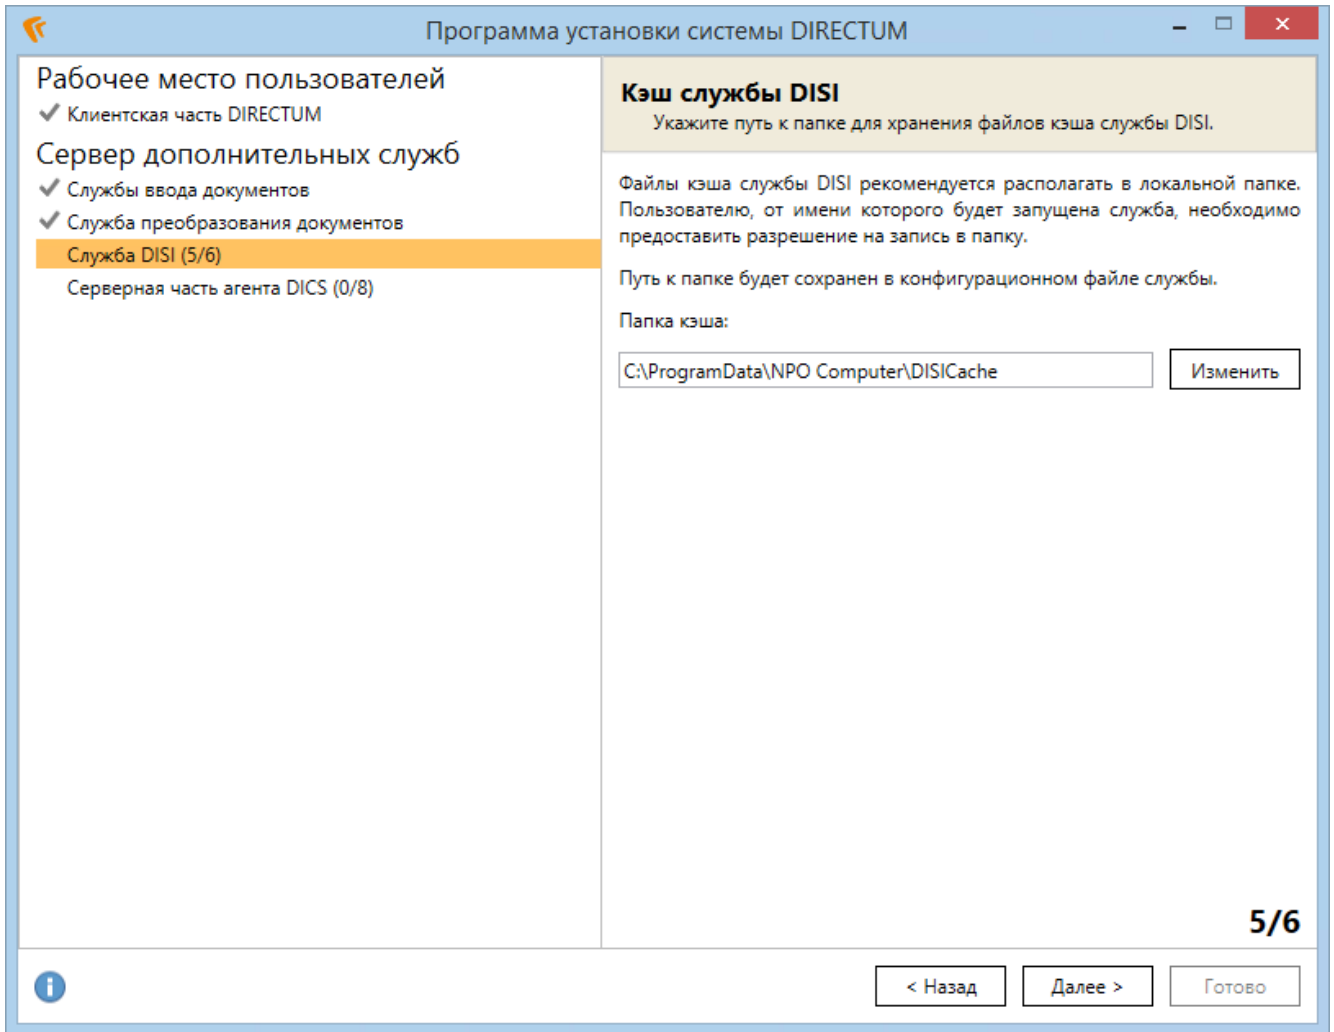 Программа установки системы DIRECTUM
Рабочее место пользователей
Клиентская часть DIRECTUM
Сервер дополнительных служб
Службы ввода документов
Служба преобразования документов
Служба DISI (5/6)
Серверная часть агента DICS (0/8)
Кэш службы DISI
Укажите путь к папке для хранения файлов кэша службы DISI.
Файлы кэша службы DISI рекомендуется располагать в локальной папке.
Пользователю, от имени которого будет запущена служба, необходимо
предоставить разрешение на запись в папку.
Путь к папке будет сохранен в конфигурационном файле службы.
Папка кэша:
C:\ProgramData\NPO Computer\DISICache
Изменить
5/6
< Назад
Далее >
Готово